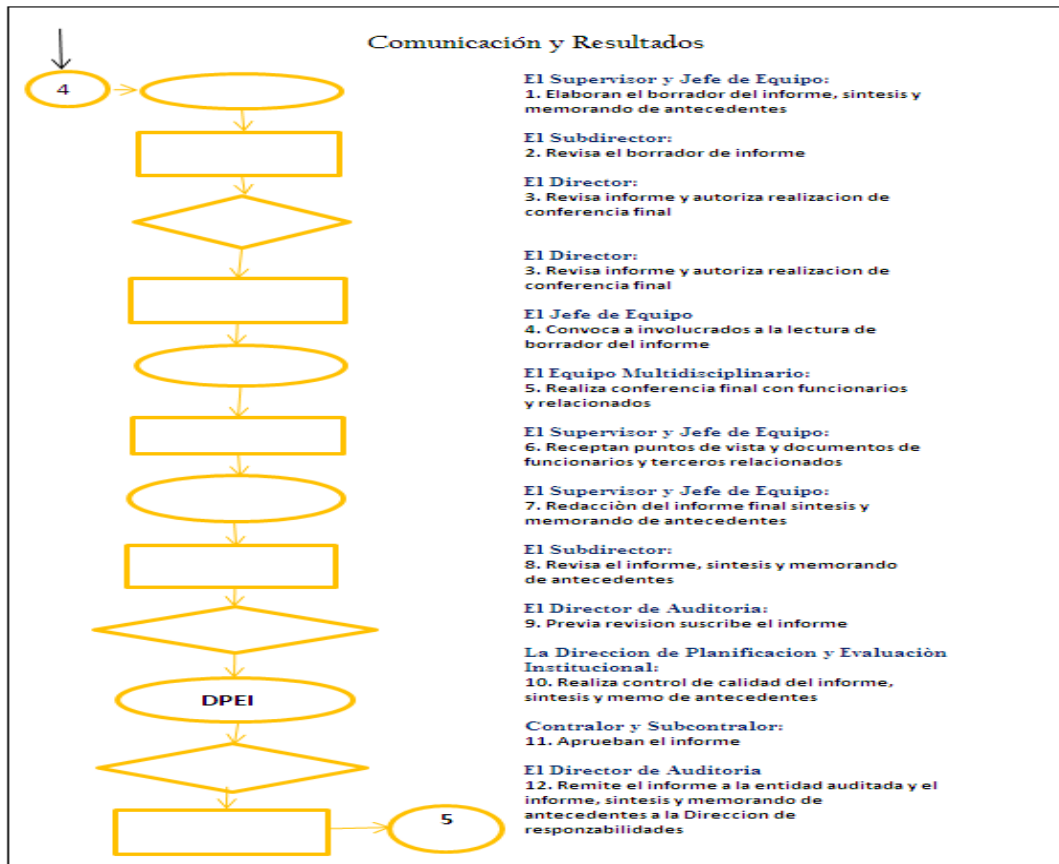 Comunicación y Resultados
4
El Supervisor y Jefe de Equipo:
1. Elaboran el borrador del informe, sintesis y
memorando de antecedentes
El Subdirector:
2. Revisa el borrador de informe
El Director:
3. Revisa informe y autoriza realizacion de
conferencia final
El Director:
3. Revisa informe y autoriza realizacion de
conferencia final
El Jefe de Equipo
4. Convoca a involucrados a la lectura de
borrador del informe
El Equipo Multidisciplinario:
5. Realiza conferencia final con funcionarios
y relacionados
El Supervisor y Jefe de Equipo:
6. Receptan puntos de vista y documentos de
funcionarios y terceros relacionados
El Supervisor y Jefe de Equipo:
7. Redacciòn del informe final sintesis y
memorando de antecedentes
El Subdirector:
8. Revisa el informe, sintesis y memorando
de antecedentes
El Director de Auditoria:
9. Previa revision suscribe el informe
La Direccion de Planificacion y Evaluaciòn
Institucional:
10. Realiza control de calidad del informe,
sintesis y memo de antecedentes
DPEI
Contralor y Subcontralor:
11. Aprueban el informe
El Director de Auditoria
12. Remite el informe a la entidad auditada y el
informe, sintesis y memorando de
antecedentes a la Direccion de
responzabilidades
5